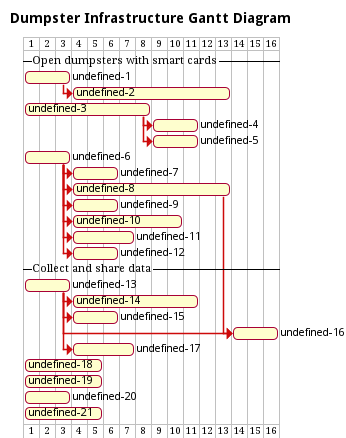 Dumpster Infrastructure Gantt Diagram
1 2 3 4 5 6 7 8 9 10 11 12 13 14 15 16
Open dumpsters with smart cards
undefined-1
undefined-2
undefined-3
undefined-4
undefined-5
undefined-6
undefined-7
undefined-8
undefined-9
undefined-10
undefined-11
undefined-12
Collect and share data
undefined-13
undefined-14
undefined-15
undefined-16
undefined-17
undefined-18
undefined-19
undefined-20
undefined-21
1 2 3 4 5 6 7 8 9 10 11 12 13 14 15 16